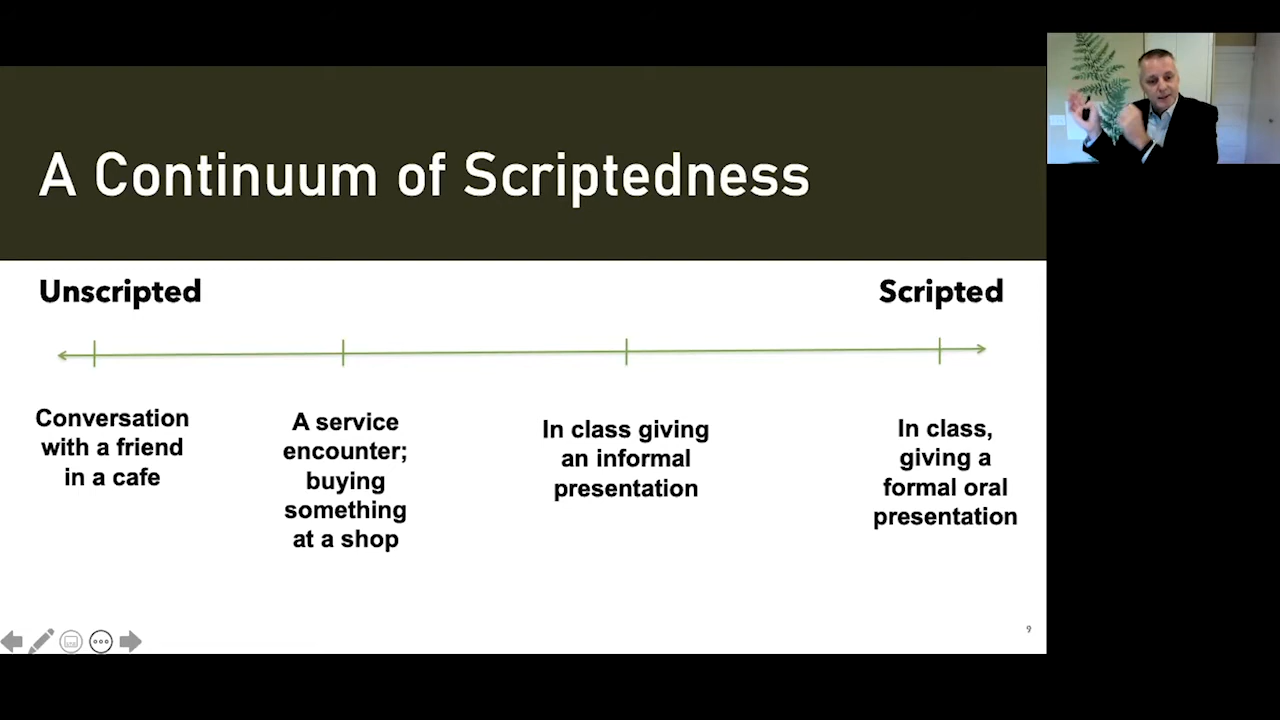 A Continuum of Scriptedness
Unscripted
Scripted
Conversation
with a friend
in a cafe
A service
encounter;
buying
something
at a shop
In class giving
an informal
presentation
In class,
giving a
formal oral
presentation
9